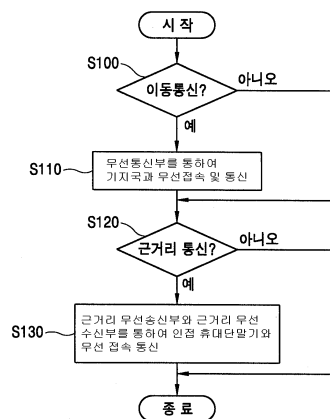 시 작
S100
이동통신?
아니오
예
S110
무선통신부를 통하여
기지국과 무선접속 및 통신
S120
근거리 통신?
아니오
예
S130
근거리 무선송신부와 근거리 무선
수신부를 통하여 인접 휴대단말기와
무선 접속 통신
종 료